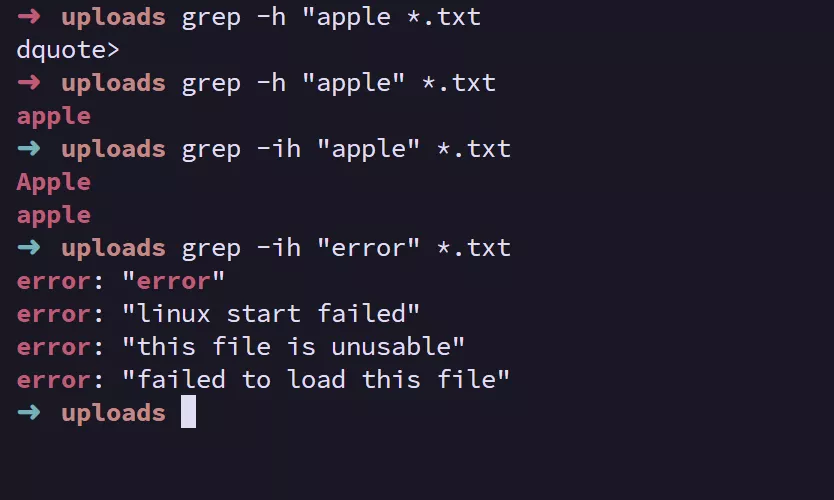 ➜ uploads grep -h "apple *.txt
dquote>
➜ uploads grep -h "apple" *.txt
apple
➜ uploads grep -ih "apple" *.txt
Apple
apple
➜ uploads grep -ih "error" *.txt
error: "error"
error: "linux start failed"
error: "this file is unusable"
error: "failed to load this file"
➜ uploads